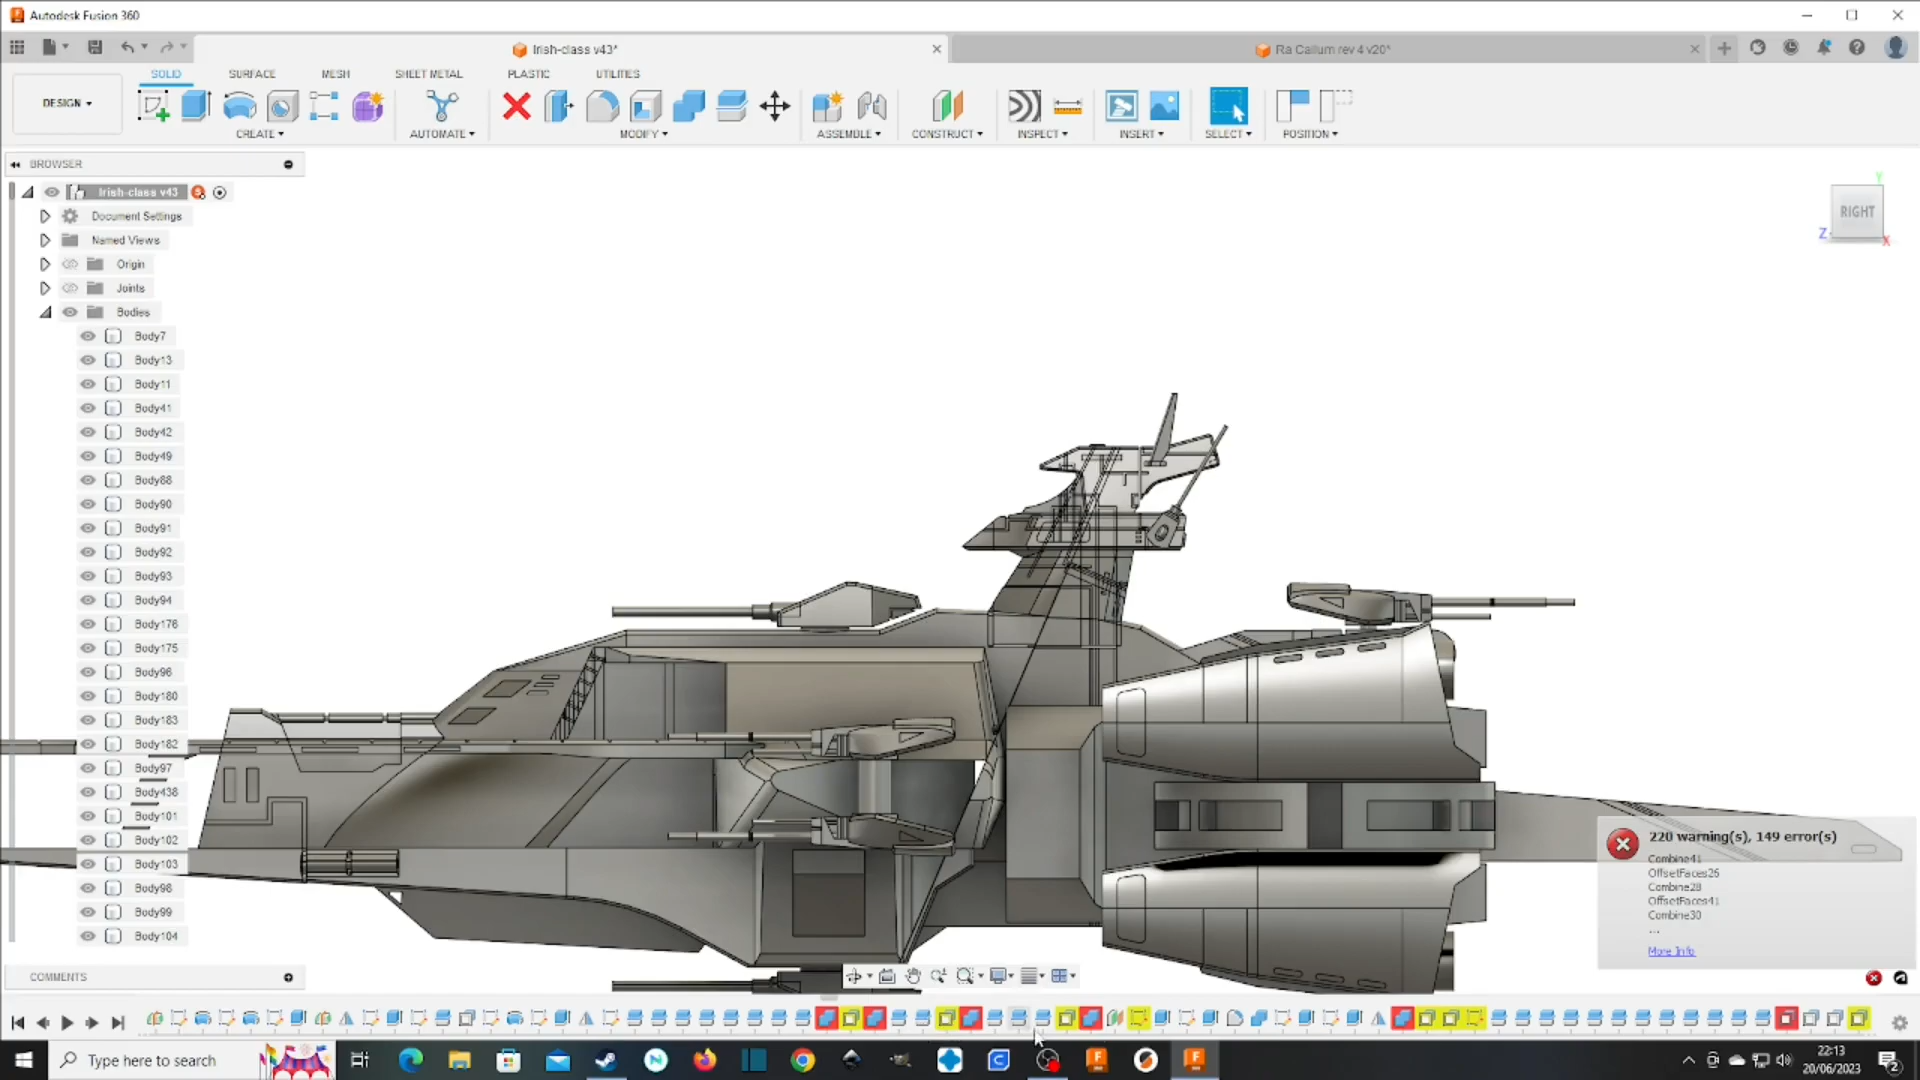 Autodesk Fusion 360
Irish-class v43*
Ra Cailum rev 4 v20*
DESIGN
SOLID SURFACE MESH SHEET METAL PLASTIC UTILITIES
CREATE AUTOMATE MODIFY ASSEMBLE CONSTRUCT INSPECT INSERT SELECT POSITION
BROWSER
Irish-class v43
Document Settings
Named Views
Origin
Joints
Bodies
Body7
Body13
Body11
Body41
Body42
Body49
Body88
Body90
Body91
Body92
Body93
Body94
Body176
Body175
Body96
Body180
Body183
Body182
Body97
Body438
Body101
Body102
Body103
Body98
Body99
Body104
Y
RIGHT
Z
X
220 warning(s), 149 error(s)
Combine41
OffsetFaces26
Combine28
OffsetFaces41
Combine30
...
More Info
COMMENTS
Type here to search
22:13
20/06/2023
2